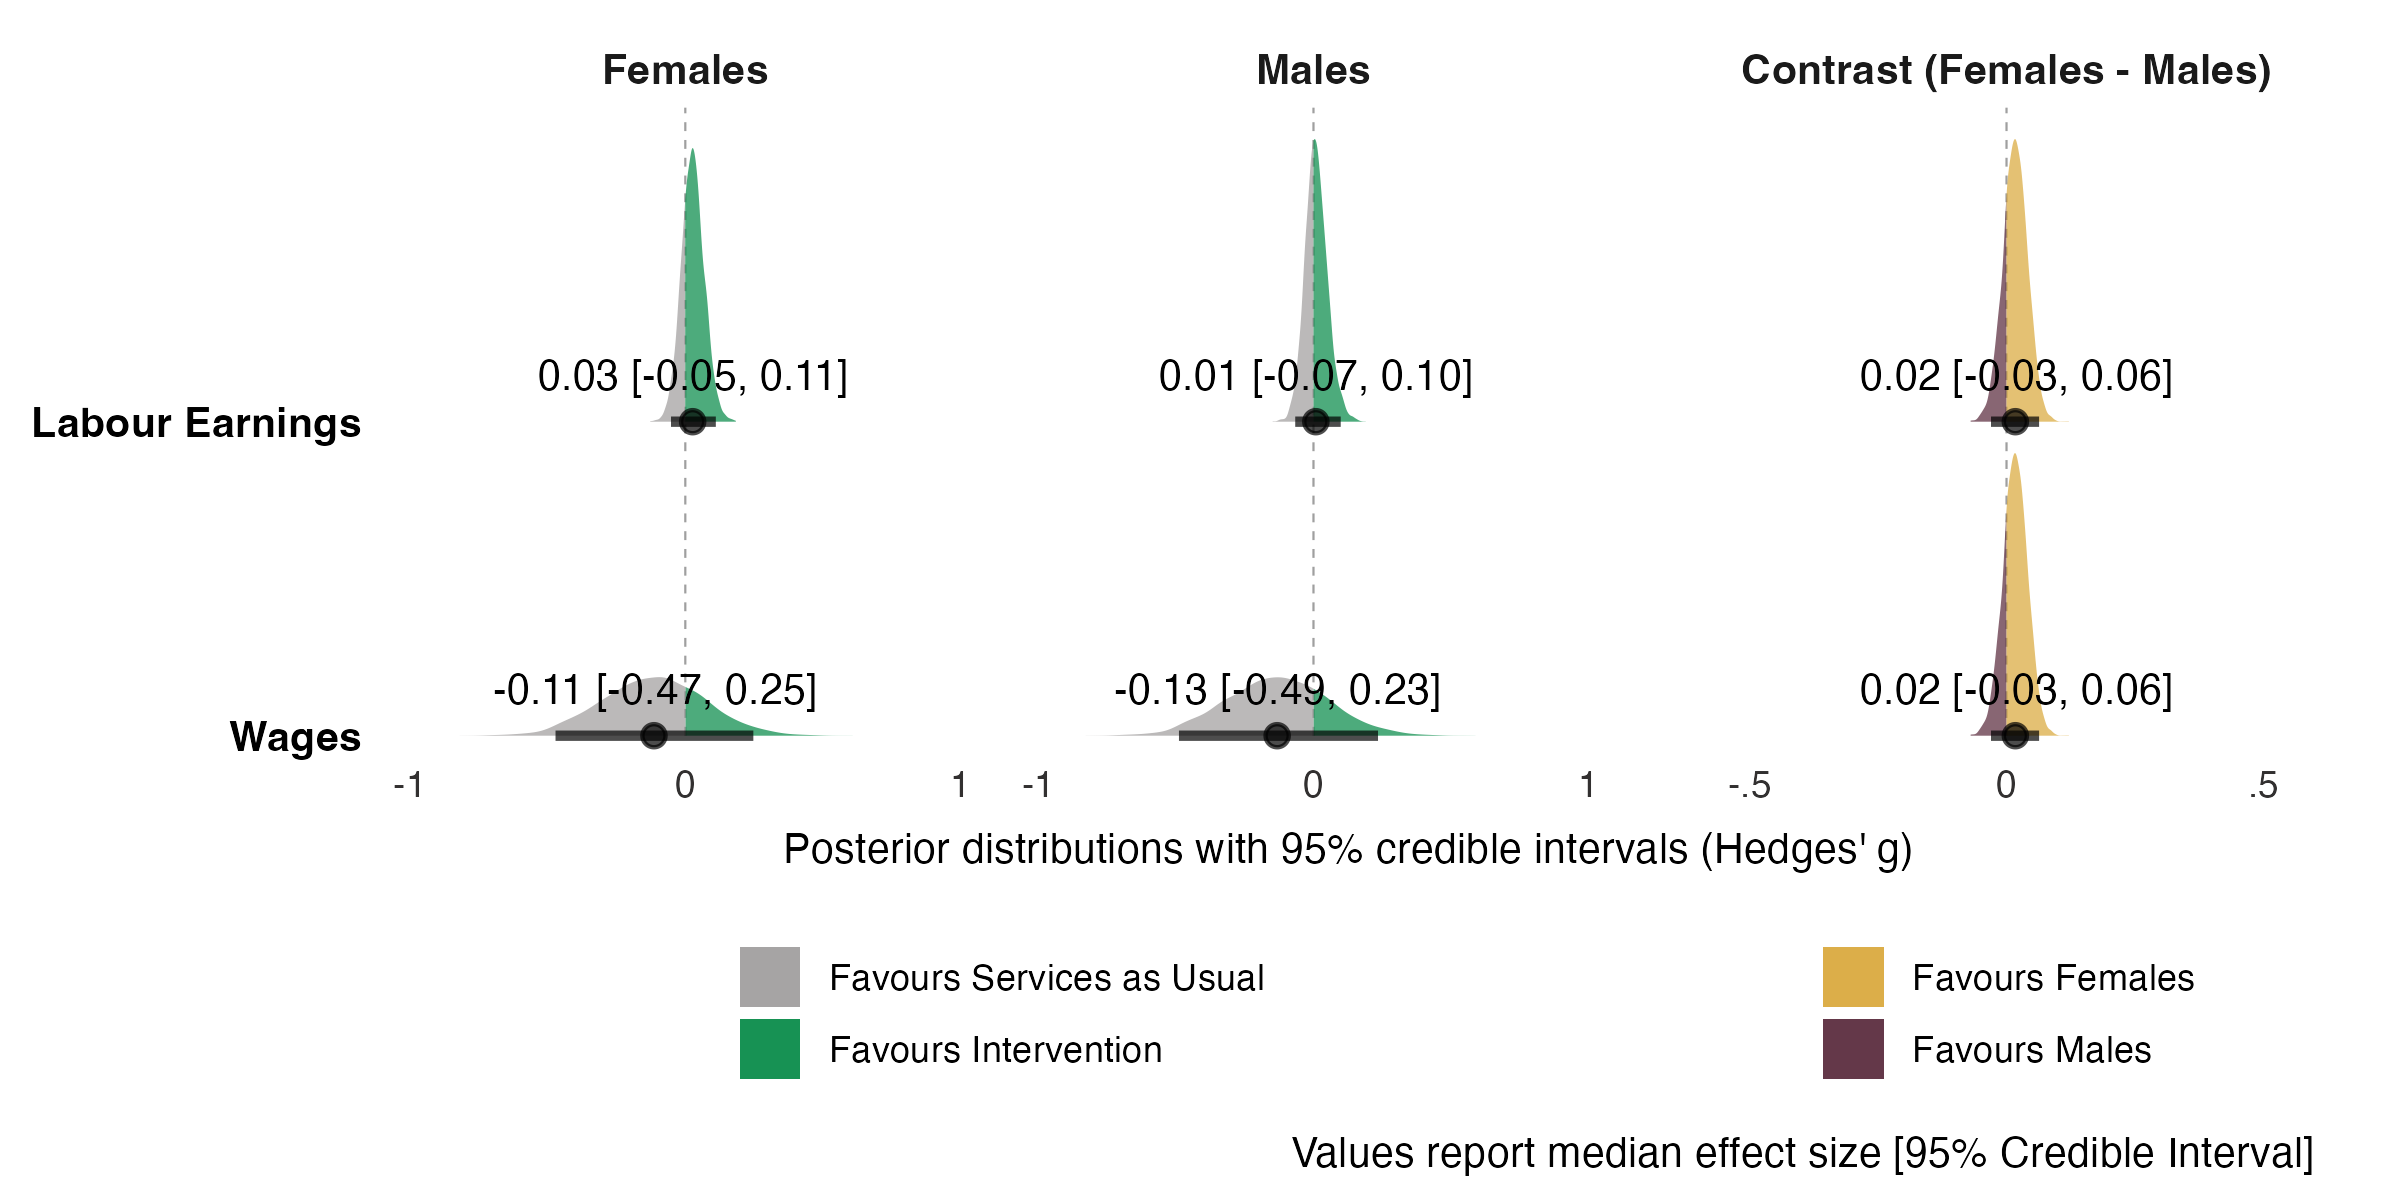 Females Males Contrast (Females - Males)
0.03 [-0.05, 0.11] 0.01 [-0.07, 0.10] 0.02 [-0.03, 0.06]
Labour Earnings
-0.11 [-0.47, 0.25] -0.13 [-0.49, 0.23] 0.02 [-0.03, 0.06]
Wages
-1 0 1 -1 0 1 -.5 0 .5
Posterior distributions with 95% credible intervals (Hedges' g)
Favours Services as Usual Favours Females
Favours Intervention Favours Males
Values report median effect size [95% Credible Interval]